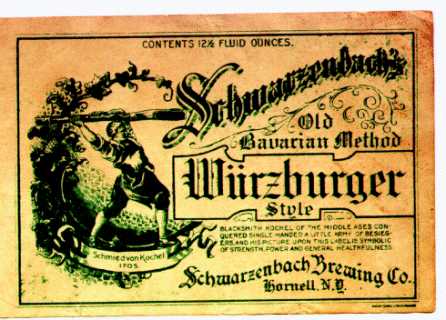 CONTENTS 12½ FLUID OUNCES.
Schwarzenbach's
Old
Bavarian Method
Würzburger
Style
BLACKSMITH KOCHEL OF THE MIDDLE AGES CON-
QUERED SINGLE HANDED A LITTLE ARMY OF BESIEG-
ERS AND HIS PICTURE UPON THIS LABEL IS SYMBOLIC
OF STRENGTH, POWER AND GENERAL HEALTHFULNESS.
Schmied von Kochel
1705.
Schwarzenbach Brewing Co.
Hornell, N.Y.